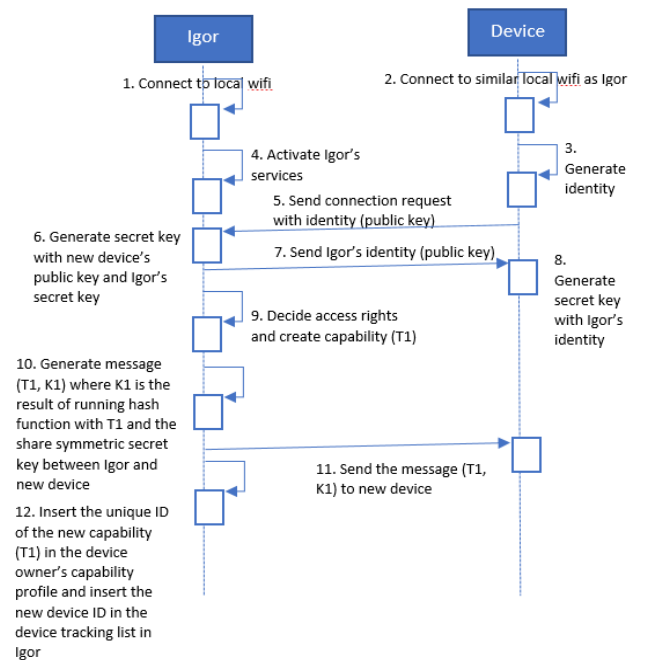 Igor
Device
1. Connect to local wifi
2. Connect to similar local wifi as Igor
3.
Generate
identity
4. Activate Igor's
services
5. Send connection request
with identity (public key)
6. Generate secret key
with new device's
public key and Igor's
secret key
7. Send Igor's identity (public key)
8.
Generate
secret key
with Igor's
identity
9. Decide access rights
and create capability (T1)
10. Generate message
(T1, K1) where K1 is the
result of running hash
function with T1 and the
share symmetric secret
key between Igor and
new device
11. Send the message (T1,
K1) to new device
12. Insert the unique ID
of the new capability
(T1) in the device
owner's capability
profile and insert the
new device ID in the
device tracking list in
Igor